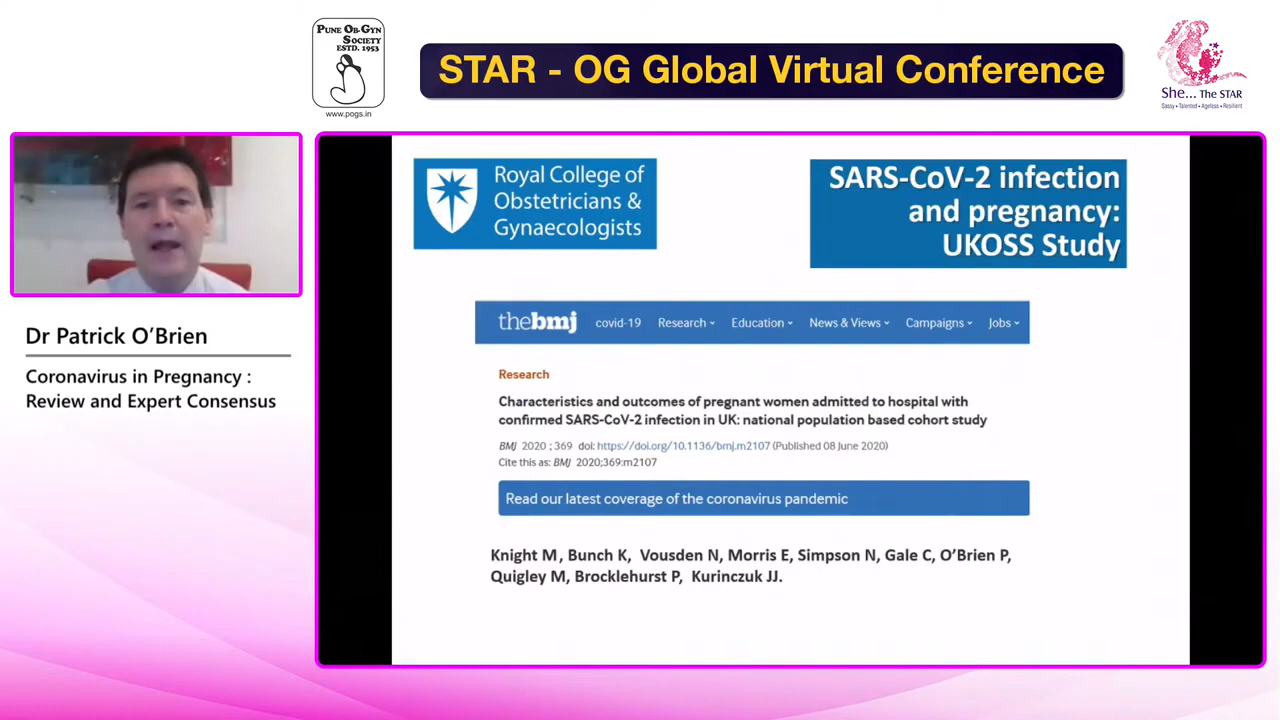 PUNE OB-GYN
SOCIETY
ESTD. 1953
www.pogs.in
STAR - OG Global Virtual Conference
She... The STAR
Sassy • Talented • Ageless • Resilient
Dr Patrick O’Brien
Coronavirus in Pregnancy :
Review and Expert Consensus
Royal College of
Obstetricians &
Gynaecologists
SARS-CoV-2 infection
and pregnancy:
UKOSS Study
thebmj covid-19 Research Education News & Views Campaigns Jobs
Research
Characteristics and outcomes of pregnant women admitted to hospital with
confirmed SARS-CoV-2 infection in UK: national population based cohort study
BMJ 2020 ; 369 doi: https://doi.org/10.1136/bmj.m2107 (Published 08 June 2020)
Cite this as: BMJ 2020;369:m2107
Read our latest coverage of the coronavirus pandemic
Knight M, Bunch K, Vousden N, Morris E, Simpson N, Gale C, O’Brien P,
Quigley M, Brocklehurst P, Kurinczuk JJ.